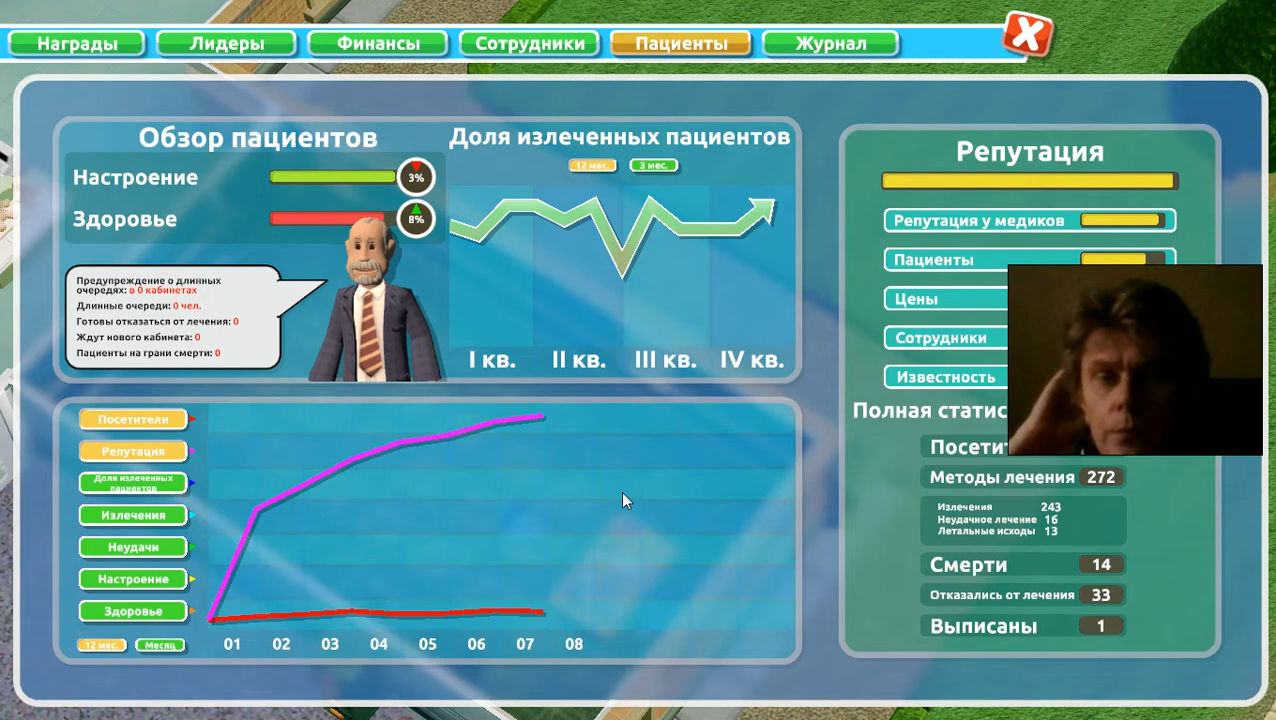 Награды
Лидеры
Финансы
Сотрудники
Пациенты
Журнал
Обзор пациентов
Настроение
3%
Здоровье
8%
Предупреждение о длинных
очередях: в 0 кабинетах
Длинные очереди: 0 чел.
Готовы отказаться от лечения: 0
Ждут нового кабинета: 0
Пациенты на грани смерти: 0
Доля излеченных пациентов
12 мес.
3 мес.
I кв.
II кв.
III кв.
IV кв.
Посетители
Репутация
Доля излеченных
пациентов
Излечения
Неудачи
Настроение
Здоровье
12 мес.
Месяц
01
02
03
04
05
06
07
08
Репутация
Репутация у медиков
Пациенты
Цены
Сотрудники
Известность
Полная статис
Посетит
Методы лечения 272
Излечения 243
Неудачное лечение 16
Летальные исходы 13
Смерти 14
Отказались от лечения 33
Выписаны 1